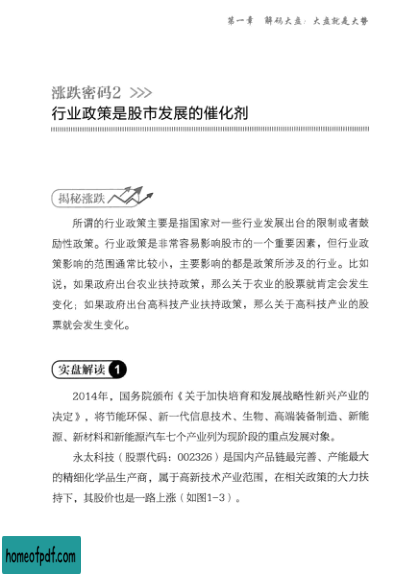 第一章 解码大盘：大盘就是大势
涨跌密码2 >>>
行业政策是股市发展的催化剂
揭秘涨跌
所谓的行业政策主要是指国家对一些行业发展出台的限制或者鼓
励性政策。行业政策是非常容易影响股市的一个重要因素，但行业政
策影响的范围通常比较小，主要影响的都是政策所涉及的行业。比如
说，如果政府出台农业扶持政策，那么关于农业的股票就肯定会发生
变化；如果政府出台高科技产业扶持政策，那么关于高科技产业的股
票就会发生变化。
实盘解读 1
2014年，国务院颁布《关于加快培育和发展战略性新兴产业的
决定》，将节能环保、新一代信息技术、生物、高端装备制造、新能
源、新材料和新能源汽车七个产业列为现阶段的重点发展对象。
永太科技（股票代码：002326）是国内产品链最完善、产能最大
的精细化学品生产商，属于高新技术产业范围，在相关政策的大力扶
持下，其股价也是一路上涨（如图1-3）。
homeofpdf.com